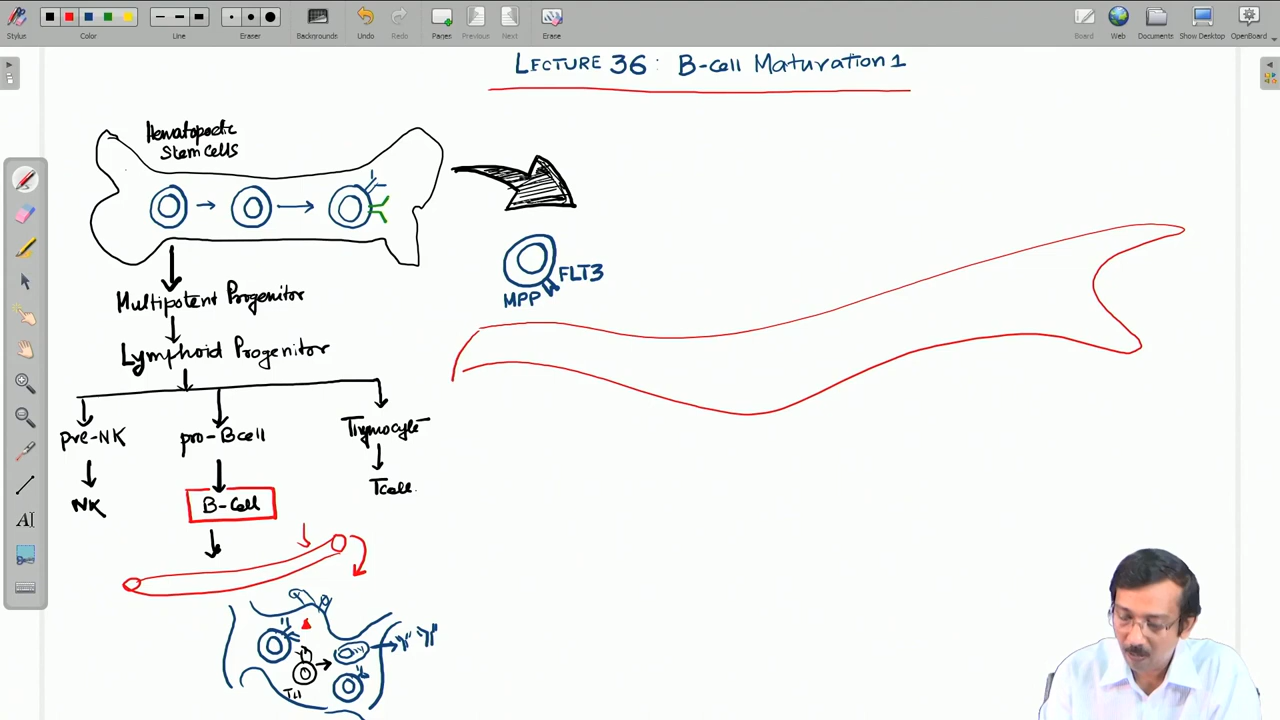 Stylus
Color
Line
Eraser
Backgrounds
Undo
Redo
Pages
Previous
Next
Erase
Board
Web
Documents
Show Desktop
OpenBoard
LECTURE 36: B-cell Maturation 1
Hematopoetic
Stem Cells
FLT3
MPP
Multipotent Progenitor
Lymphoid Progenitor
pre-NK
pro-B cell
Thymocyte
NK
B-Cell
T cell